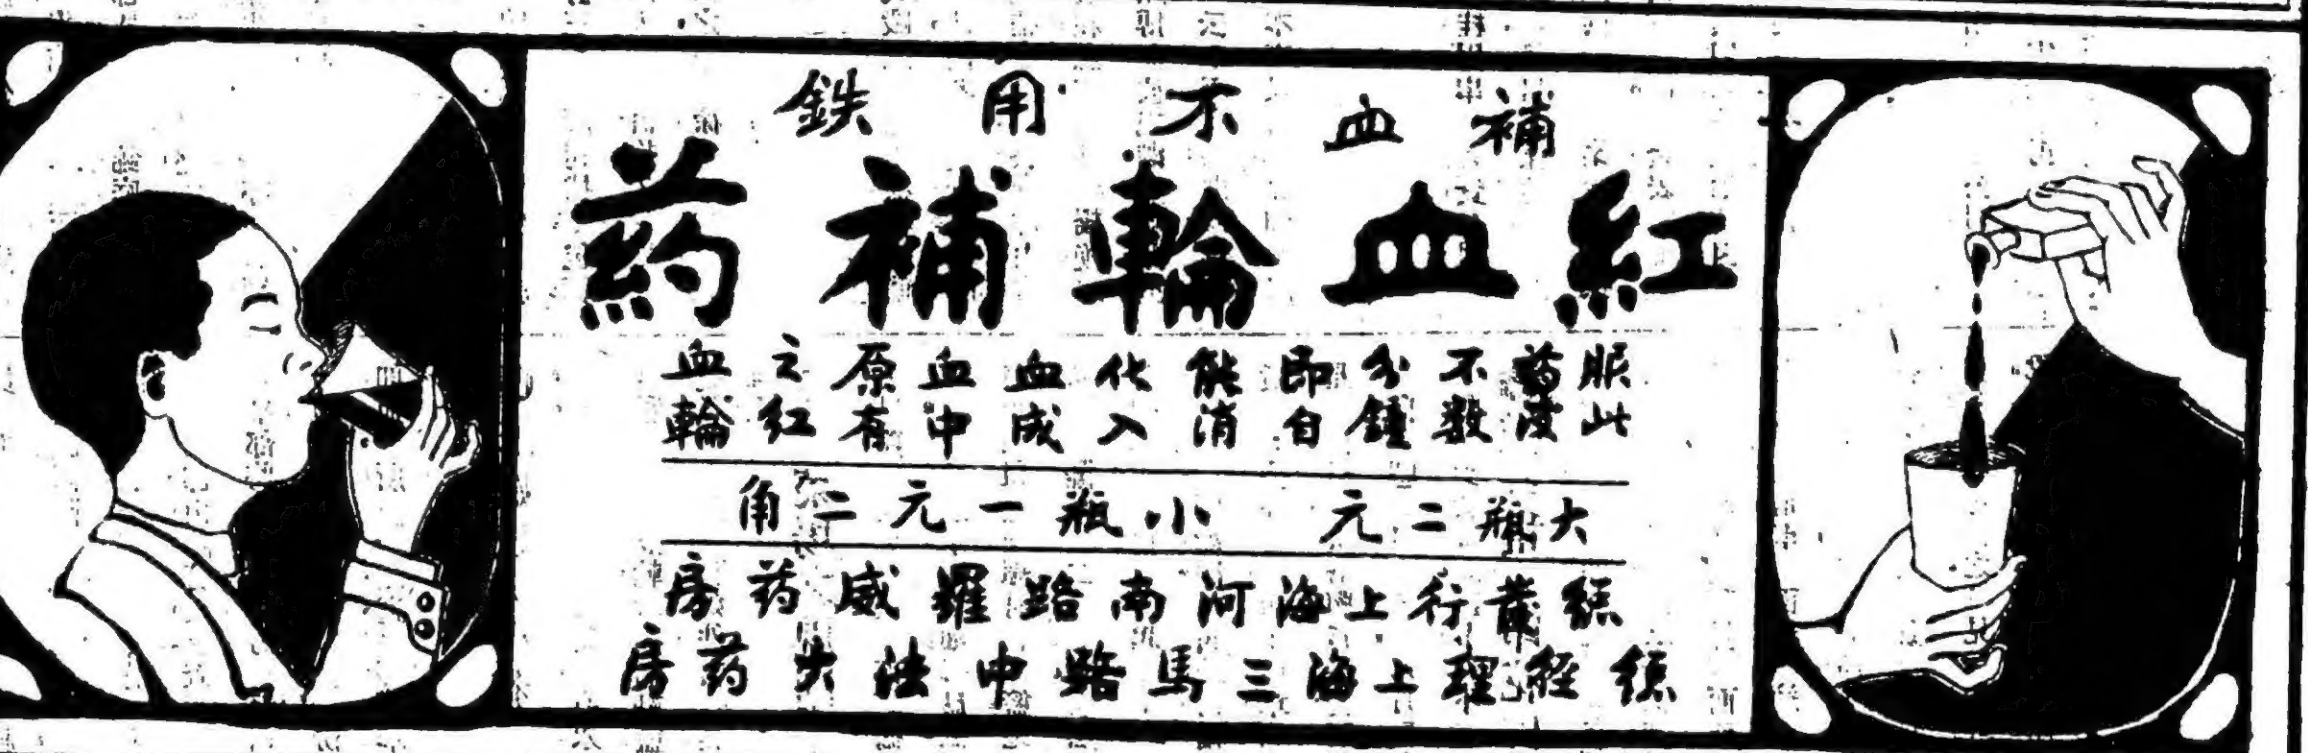 補血不用鉄
紅血輪補葯
服此葯後不數分鐘即自能消化入血成血中原有之紅血輪
大瓶二元 小瓶一元二角
總發行上海河南路羅威葯房
總經理上海三馬路中法大葯房